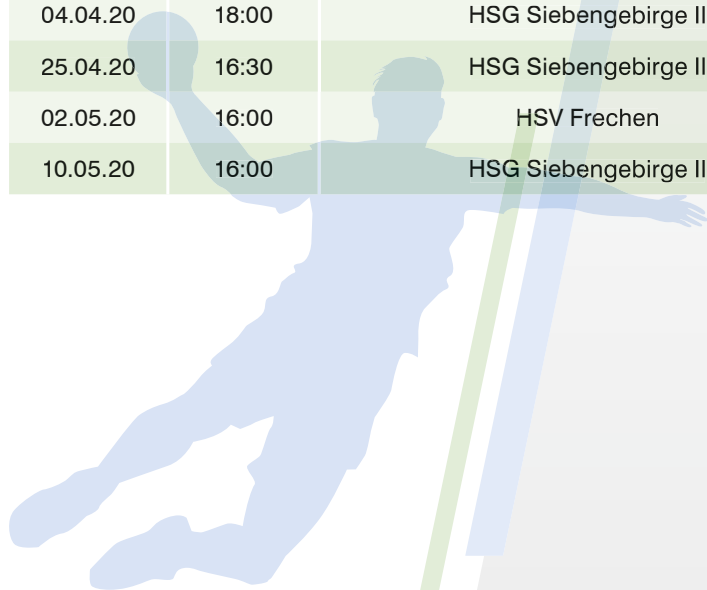 04.04.20 18:00 HSG Siebengebirge II
25.04.20 16:30 HSG Siebengebirge II
02.05.20 16:00 HSV Frechen
10.05.20 16:00 HSG Siebengebirge II